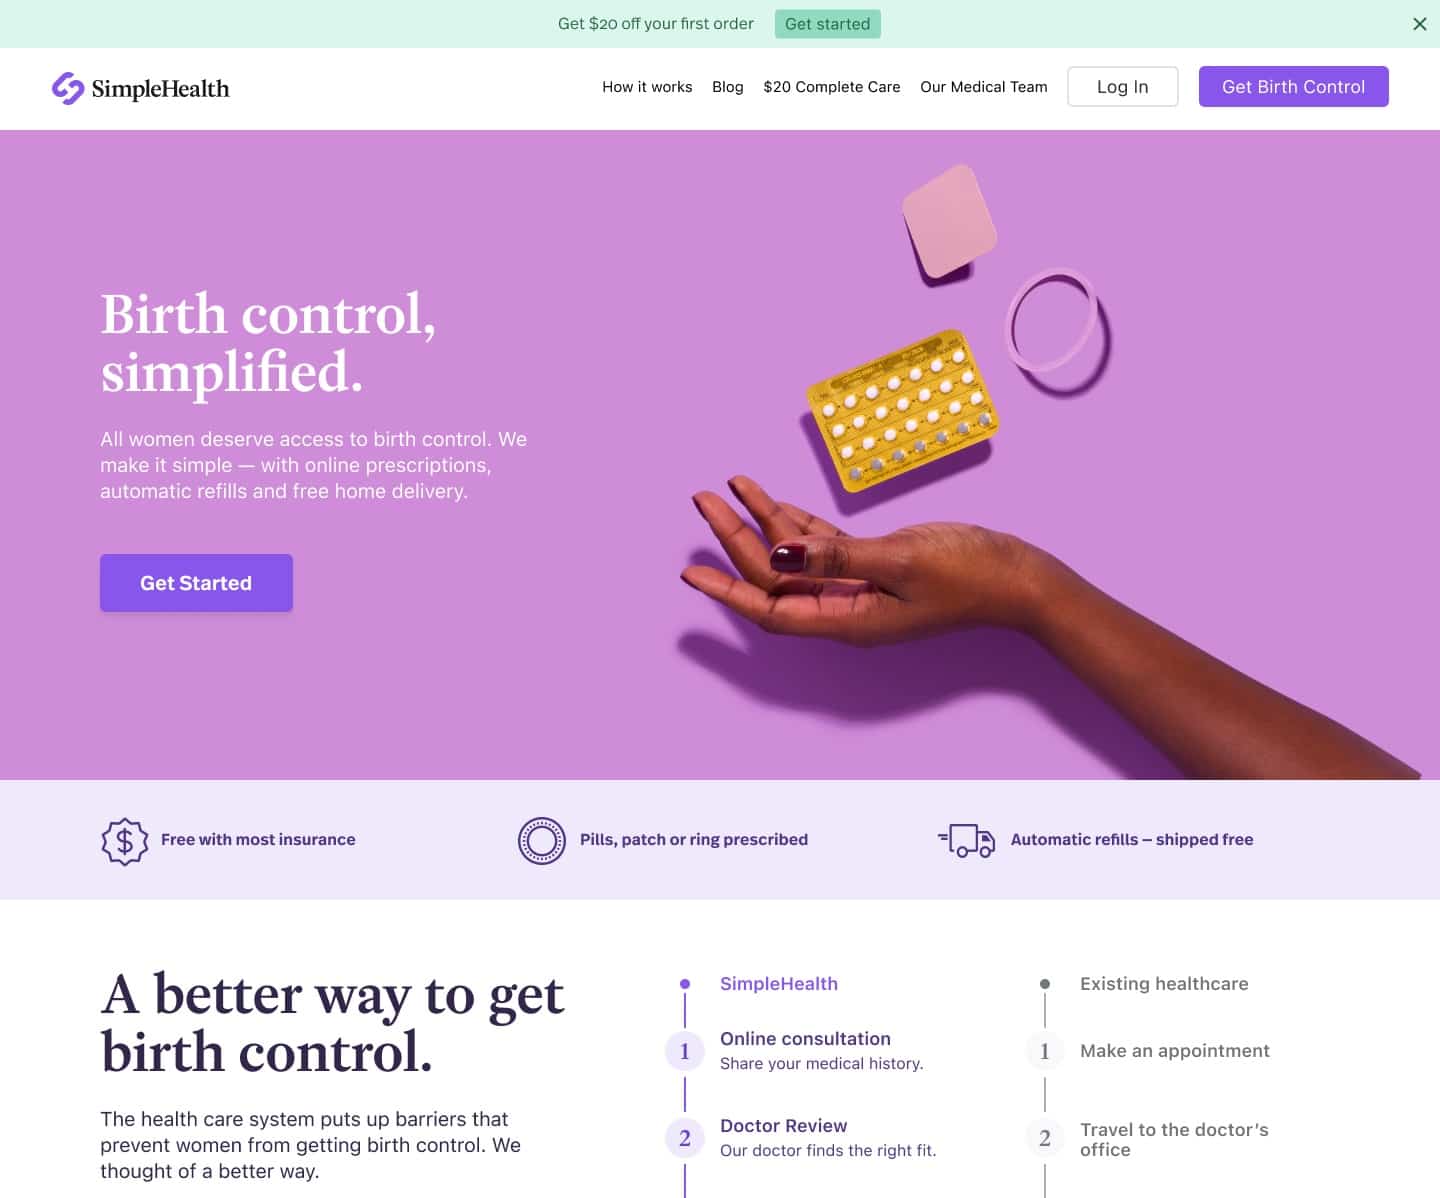 Get $20 off your first order
Get started
SimpleHealth
How it works
Blog
$20 Complete Care
Our Medical Team
Log In
Get Birth Control
Birth control,
simplified.
All women deserve access to birth control. We
make it simple — with online prescriptions,
automatic refills and free home delivery.
Get Started
Free with most insurance
Pills, patch or ring prescribed
Automatic refills – shipped free
A better way to get
birth control.
The health care system puts up barriers that
prevent women from getting birth control. We
thought of a better way.
SimpleHealth
1
Online consultation
Share your medical history.
2
Doctor Review
Our doctor finds the right fit.
Existing healthcare
1
Make an appointment
2
Travel to the doctor's
office